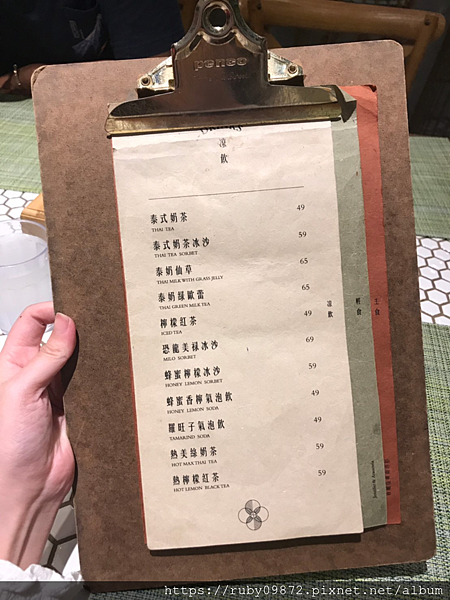 penco
凉飲
泰式奶茶 49
THAI TEA
泰式奶茶冰沙 59
THAI TEA SORBET
泰奶仙草 65
THAI MILK WITH GRASS JELLY
泰奶綠歐蕾 65
THAI GREEN MILK TEA
檸檬紅茶 49
ICED TEA
恐龍美祿冰沙 69
MILO SORBET
蜂蜜檸檬冰沙 59
HONEY LEMON SORBET
蜂蜜香檸氣泡飲 49
HONEY LEMON SODA
羅旺子氣泡飲 49
TAMARIND SODA
熱美綠奶茶 59
HOT MAX THAI TEA
熱檸檬紅茶 59
HOT LEMON BLACK TEA
凉飲
輕食
主食
https://ruby09872.pixnet.net/album